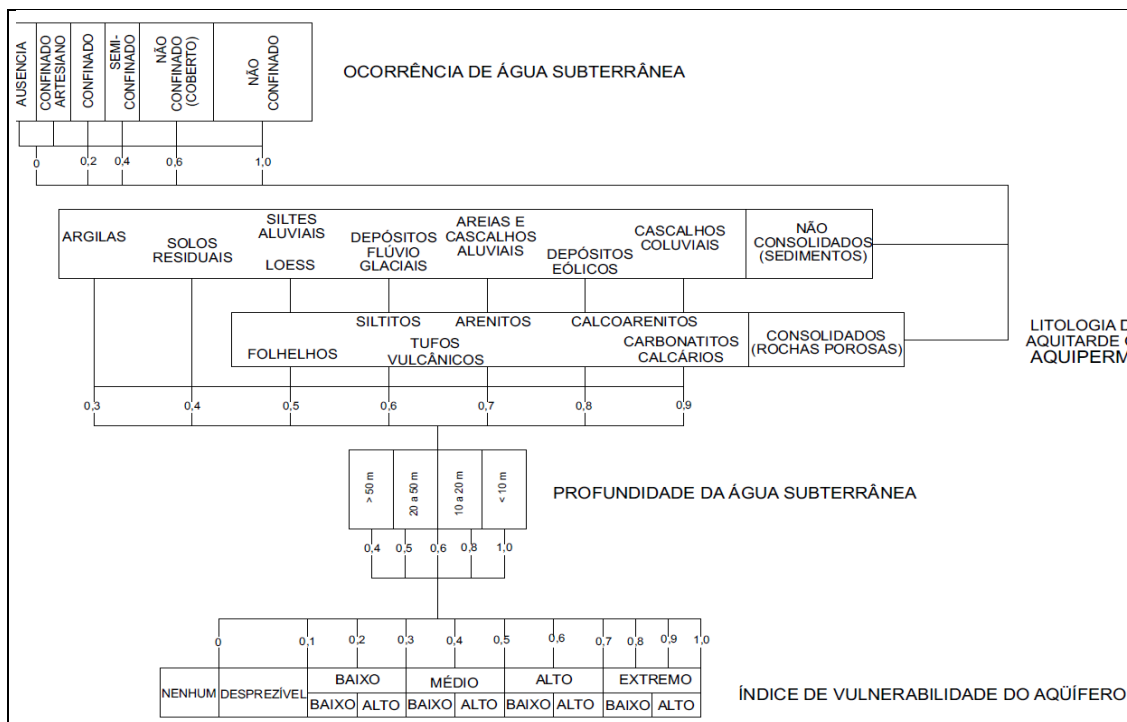 AUSENCIA
CONFINADO
ARTESIANO
CONFINADO
SEMI-
CONFINADO
NÃO
CONFINADO
(COBERTO)
NÃO
CONFINADO
OCORRÊNCIA DE ÁGUA SUBTERRÂNEA
0 0,2 0,4 0,6 1,0
ARGILAS
SOLOS
RESIDUAIS
SILTES
ALUVIAIS
LOESS
DEPÓSITOS
FLÚVIO
GLACIAIS
AREIAS E
CASCALHOS
ALUVIAIS
DEPÓSITOS
EÓLICOS
CASCALHOS
COLUVIAIS
NÃO
CONSOLIDADOS
(SEDIMENTOS)
FOLHELHOS
SILTITOS
TUFOS
VULCÂNICOS
ARENITOS
CALCOARENITOS
CARBONATITOS
CALCÁRIOS
CONSOLIDADOS
(ROCHAS POROSAS)
LITOLOGIA D
AQUITARDE
AQUIPERM
0,3 0,4 0,5 0,6 0,7 0,8 0,9
> 50 m
20 a 50 m
10 a 20 m
< 10 m
PROFUNDIDADE DA ÁGUA SUBTERRÂNEA
0,4 0,5 0,6 0,8 1,0
0 0,1 0,2 0,3 0,4 0,5 0,6 0,7 0,8 0,9 1,0
NENHUM DESPREZÍVEL BAIXO MÉDIO ALTO EXTREMO
BAIXO ALTO BAIXO ALTO BAIXO ALTO BAIXO ALTO
ÍNDICE DE VULNERABILIDADE DO AQÜÍFERO